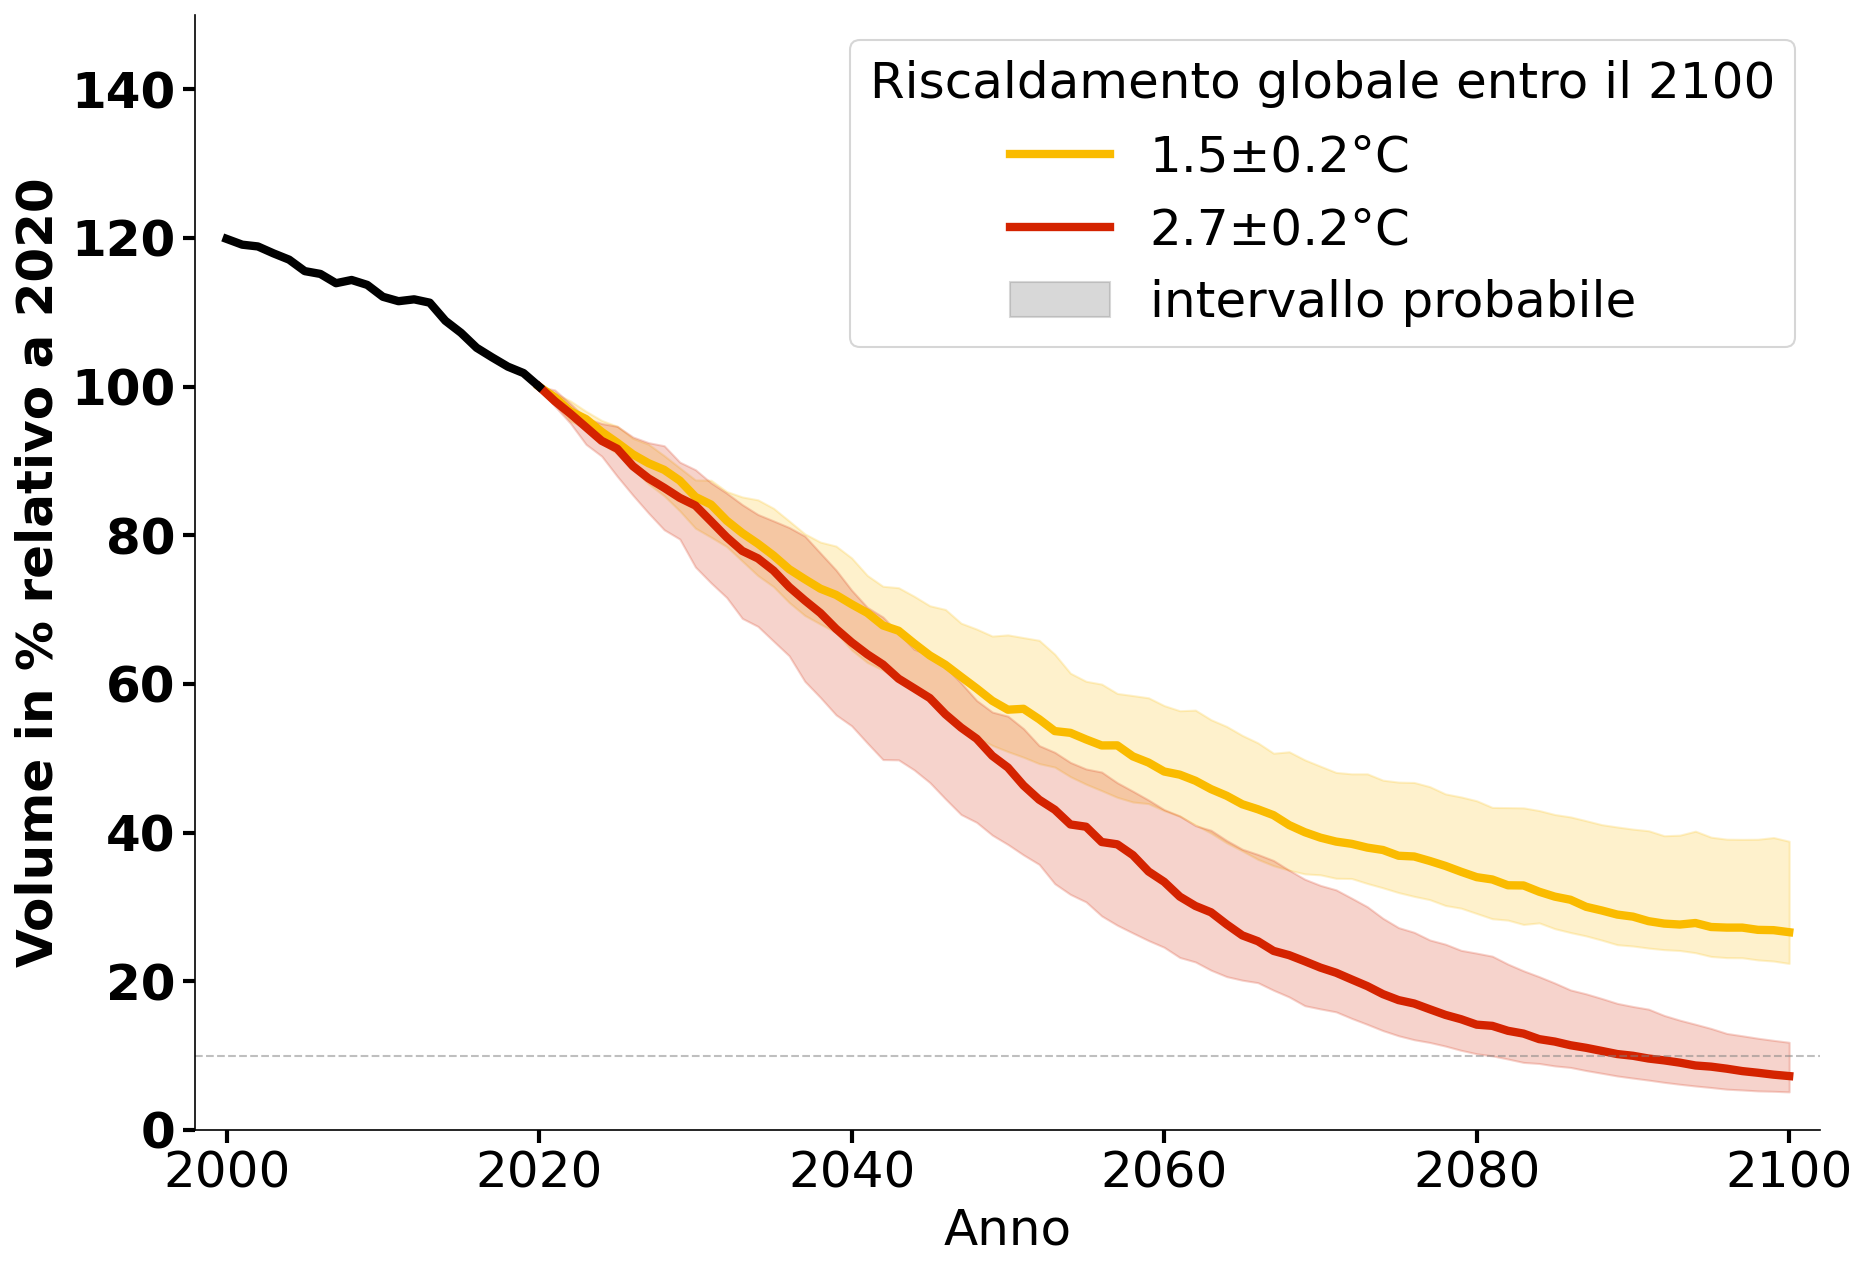 Volume in % relativo a 2020
140
120
100
80
60
40
20
0
Riscaldamento globale entro il 2100
1.5±0.2°C
2.7±0.2°C
intervallo probabile
2000 2020 2040 2060 2080 2100
Anno